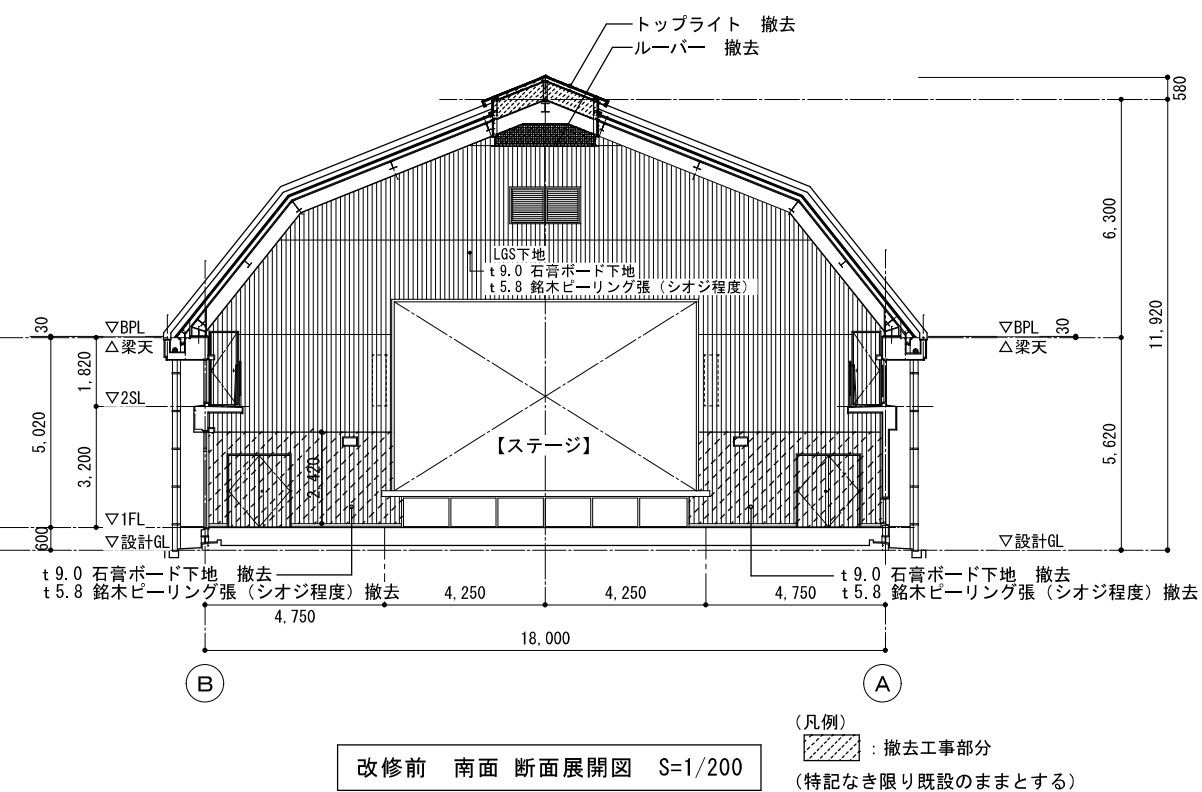 トップライト 撤去
ルーバー 撤去
580
6,300
11,920
LGS下地
t9.0 石膏ボード下地
t5.8 銘木ピーリング張(シオジ程度)
30
▽BPL
△梁天
▽BPL
△梁天
30
1,820
▽2SL
5,020
3,200
5,620
【ステージ】
2,420
▽1FL
600
▽設計GL
▽設計GL
t9.0 石膏ボード下地 撤去
t5.8 銘木ピーリング張(シオジ程度)撤去
t9.0 石膏ボード下地 撤去
t5.8 銘木ピーリング張(シオジ程度)撤去
4,750
4,250
4,250
4,750
18,000
B
A
(凡例)
:撤去工事部分
(特記なき限り既設のままとする)
改修前 南面 断面展開図 S=1/200